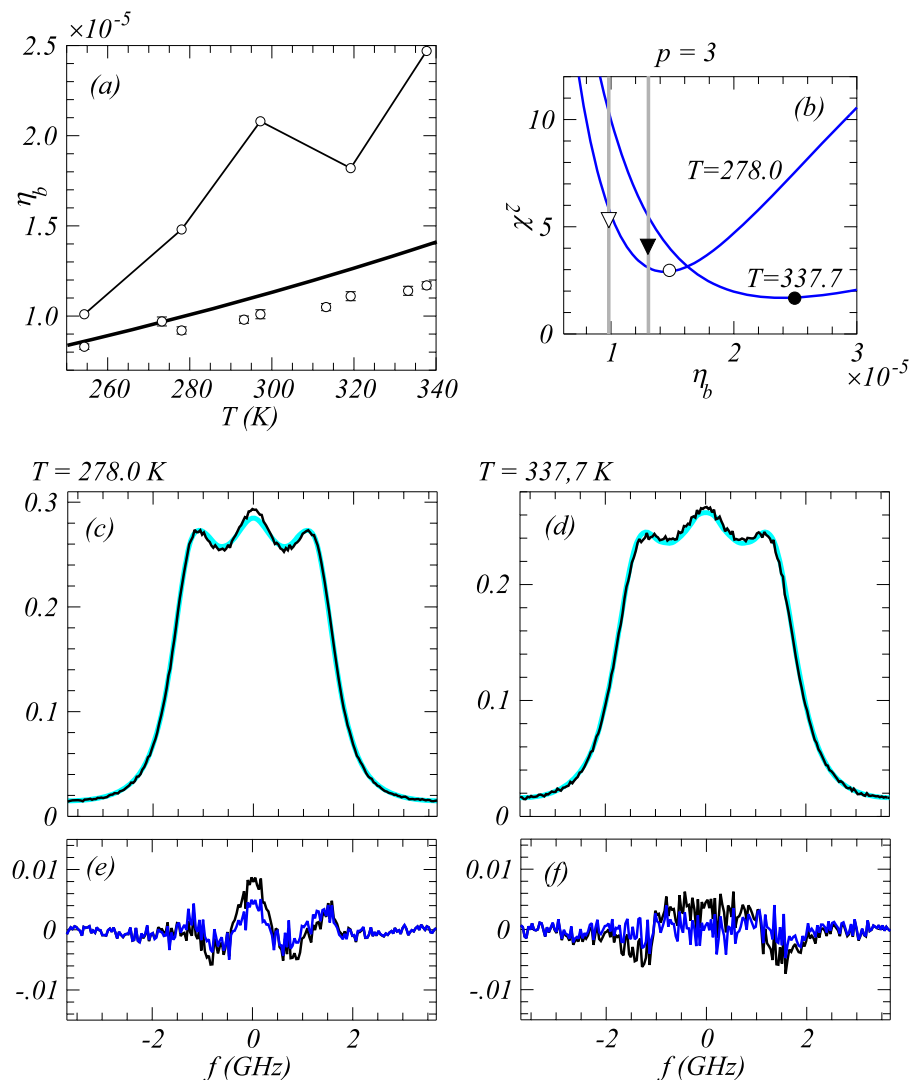 ×10⁻⁵
2.5
2.0
1.5
1.0
η_b
(a)
260 280 300 320 340
T (K)
p = 3
(b)
10
5
0
χ²
T=278.0
T=337.7
1 2 3
η_b
×10⁻⁵
T = 278.0 K
(c)
0.3
0.2
0.1
0
T = 337,7 K
(d)
0.2
0.1
0
(e)
0.01
0
-.01
-2 0 2
f (GHz)
(f)
0.01
0
-.01
-2 0 2
f (GHz)